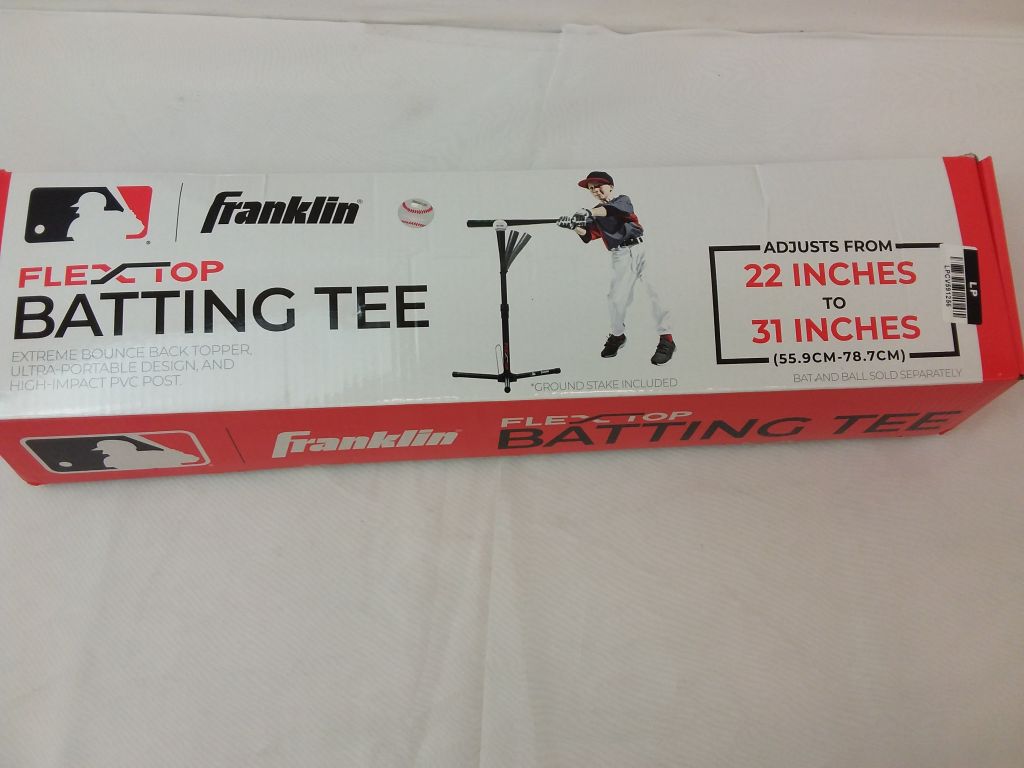 Franklin®
FLEXTOP
BATTING TEE
EXTREME BOUNCE BACK TOPPER,
ULTRA-PORTABLE DESIGN, AND
HIGH-IMPACT PVC POST.
*GROUND STAKE INCLUDED
ADJUSTS FROM
22 INCHES
TO
31 INCHES
(55.9CM-78.7CM)
BAT AND BALL SOLD SEPARATELY
LP
LPCV591256
Franklin
FLEXTOP
BATTING TEE